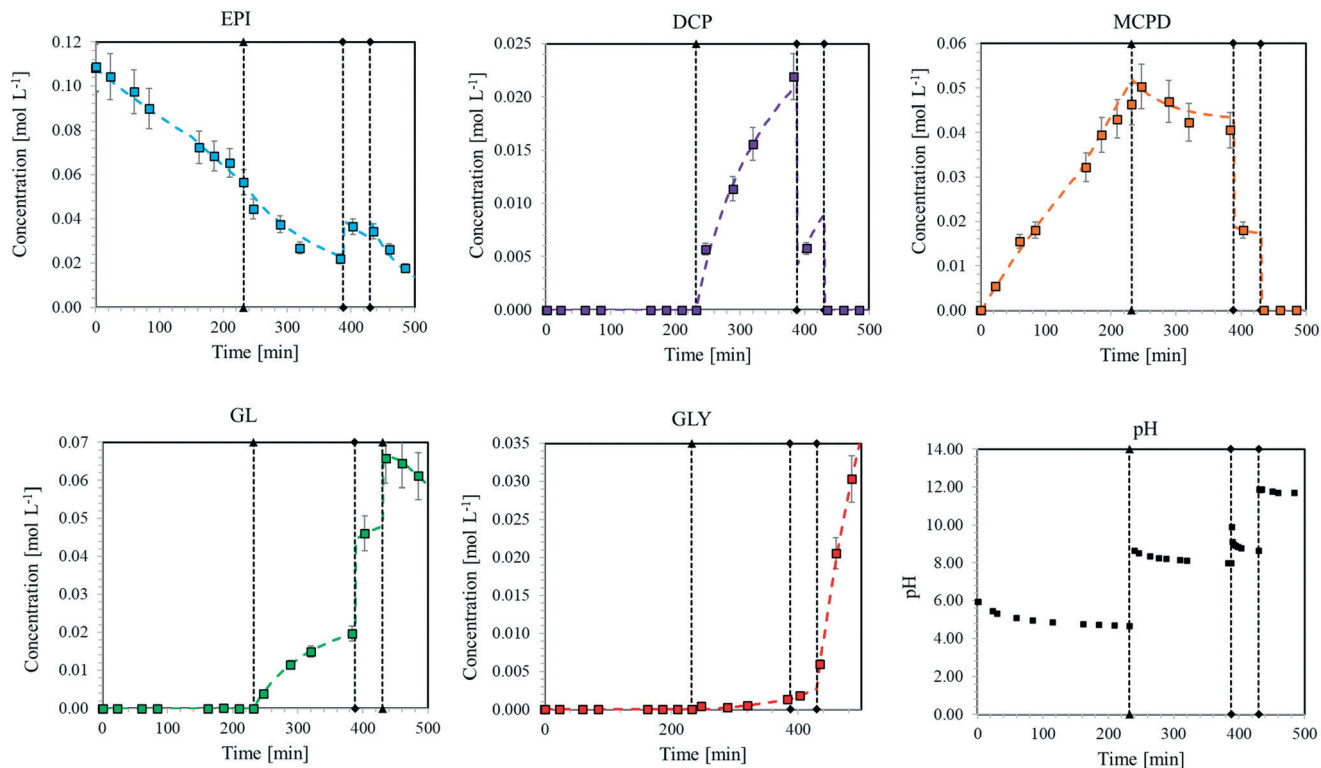 EPI
0.12
0.10
0.08
0.06
0.04
0.02
0.00
Concentration [mol L-1]
0 100 200 300 400 500
Time [min]
DCP
0.025
0.020
0.015
0.010
0.005
0.000
Concentration [mol L-1]
0 100 200 300 400 500
Time [min]
MCPD
0.06
0.05
0.04
0.03
0.02
0.01
0.00
Concentration [mol L-1]
0 100 200 300 400 500
Time [min]
GL
0.07
0.06
0.05
0.04
0.03
0.02
0.01
0.00
Concentration [mol L-1]
0 100 200 300 400 500
Time [min]
GLY
0.035
0.030
0.025
0.020
0.015
0.010
0.005
0.000
Concentration [mol L-1]
0 200 400
Time [min]
pH
14.00
12.00
10.00
8.00
6.00
4.00
2.00
0.00
pH
0 100 200 300 400 500
Time [min]